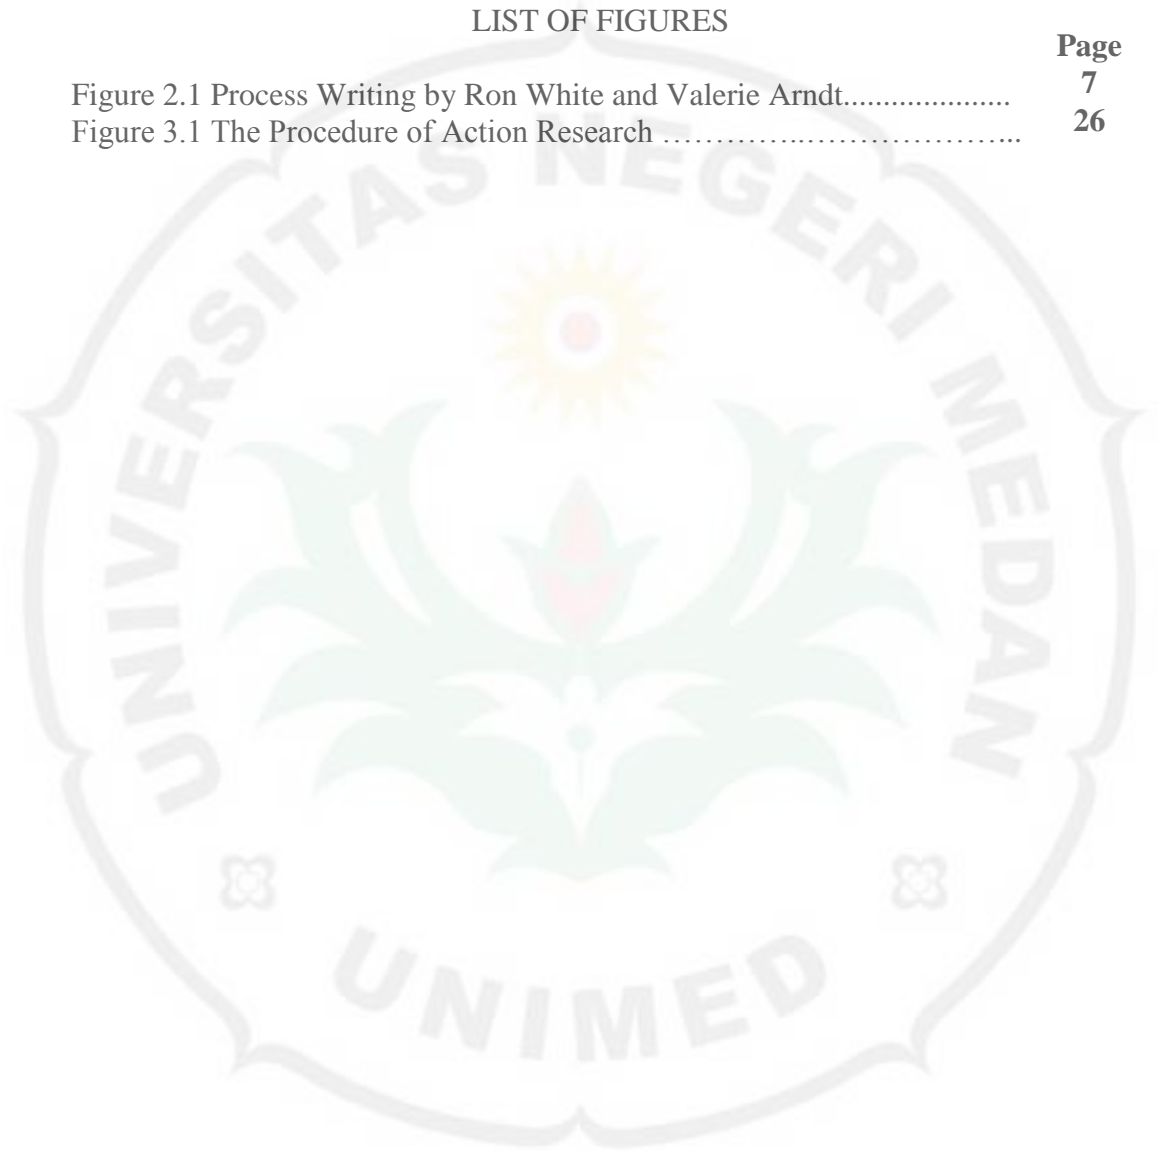 LIST OF FIGURES
Page
Figure 2.1 Process Writing by Ron White and Valerie Arndt..................... 7
Figure 3.1 The Procedure of Action Research …………..………………... 26
UNIVERSITAS NEGERI MEDAN
UNIMED